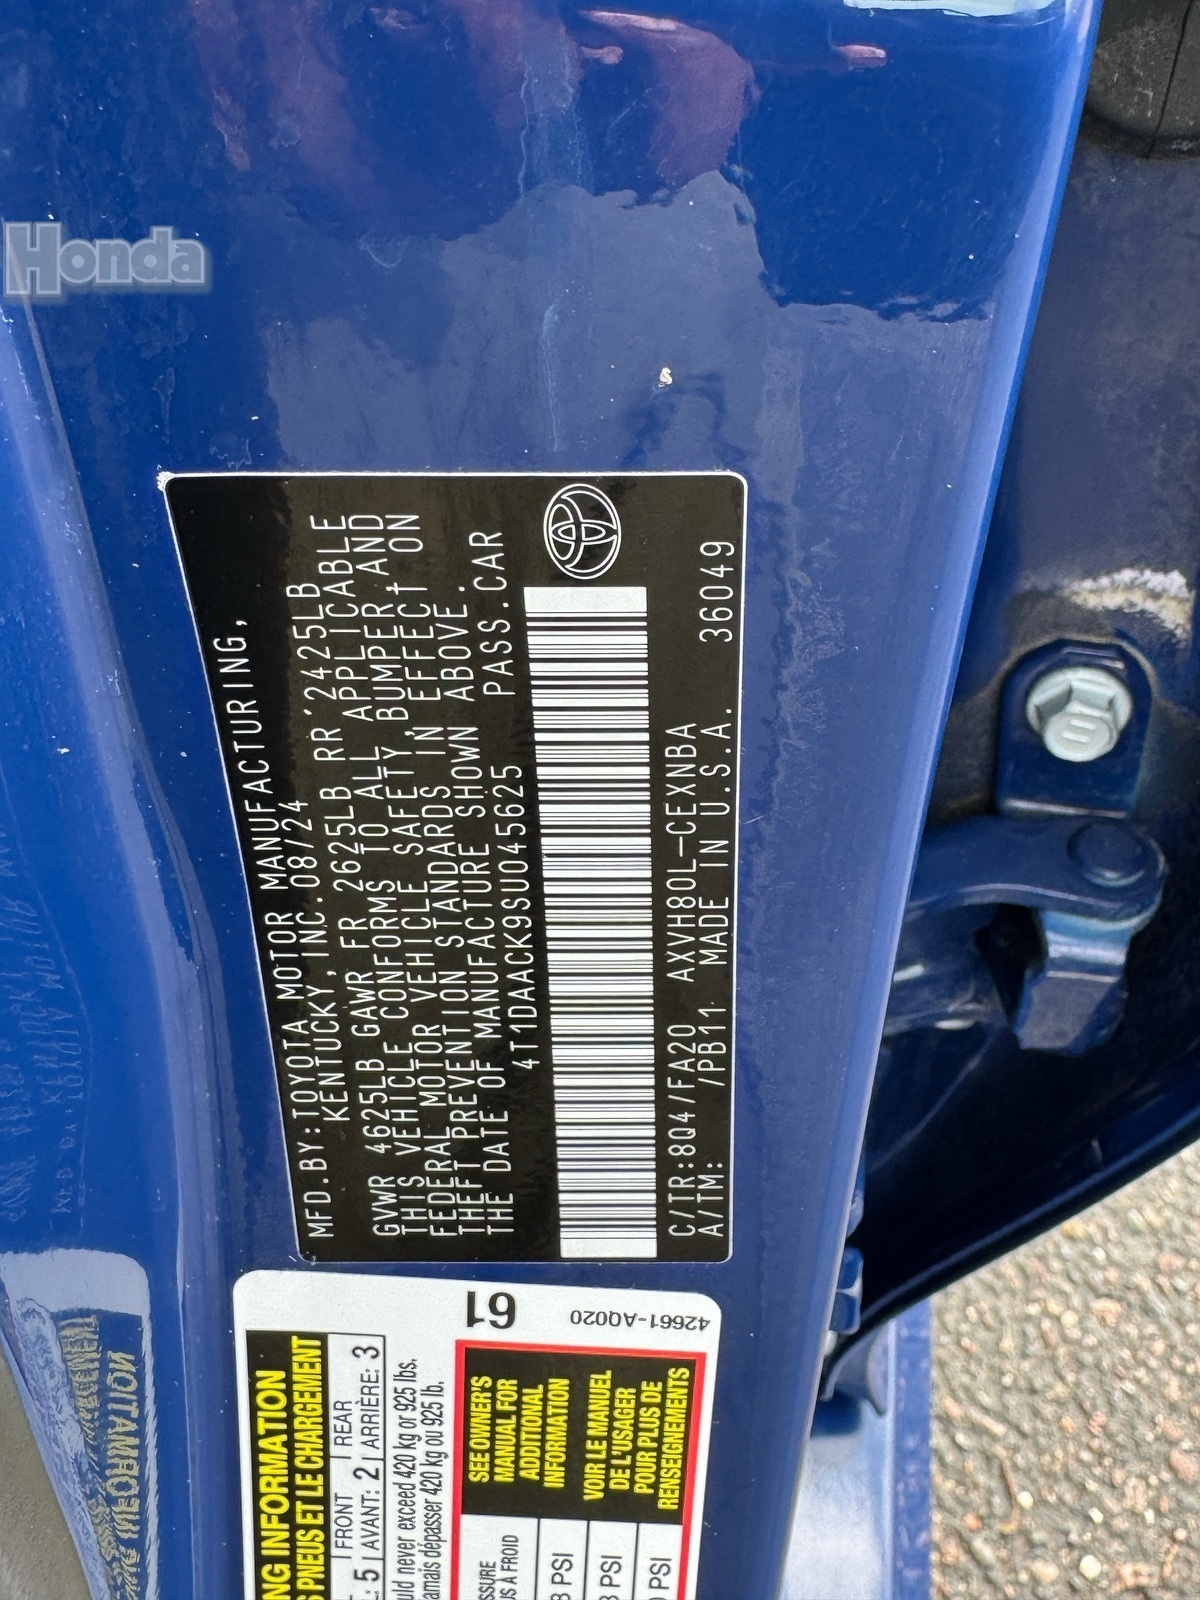 Honda
MFD.BY:TOYOTA MOTOR MANUFACTURING,
KENTUCKY, INC.08/24
GVWR 4625LB GAWR FR 2625LB RR 2425LB
THIS VEHICLE CONFORMS TO ALL APPLICABLE
FEDERAL MOTOR VEHICLE SAFETY,BUMPER,AND
THEFT PREVENTION STANDARDS IN EFFECT ON
THE DATE OF MANUFACTURE SHOWN ABOVE.
4T1DAACK9SU045625 PASS.CAR
C/TR:8Q4/FA20 AXVH80L-CEXNBA
A/TM: /PB11 MADE IN U.S.A. 36049
61
42661-AQ020
INFORMATION
PNEUS ET LE CHARGEMENT
FRONT REAR
5 AVANT: 2 ARRIÈRE: 3
never exceed 420 kg or 925 lbs.
dépasser 420 kg ou 925 lb.
SEE OWNER'S
MANUAL FOR
ADDITIONAL
INFORMATION
VOIR LE MANUEL
DE L'USAGER
POUR PLUS DE
RENSEIGNEMENTS
À FROID
PSI
PSI
PSI
8